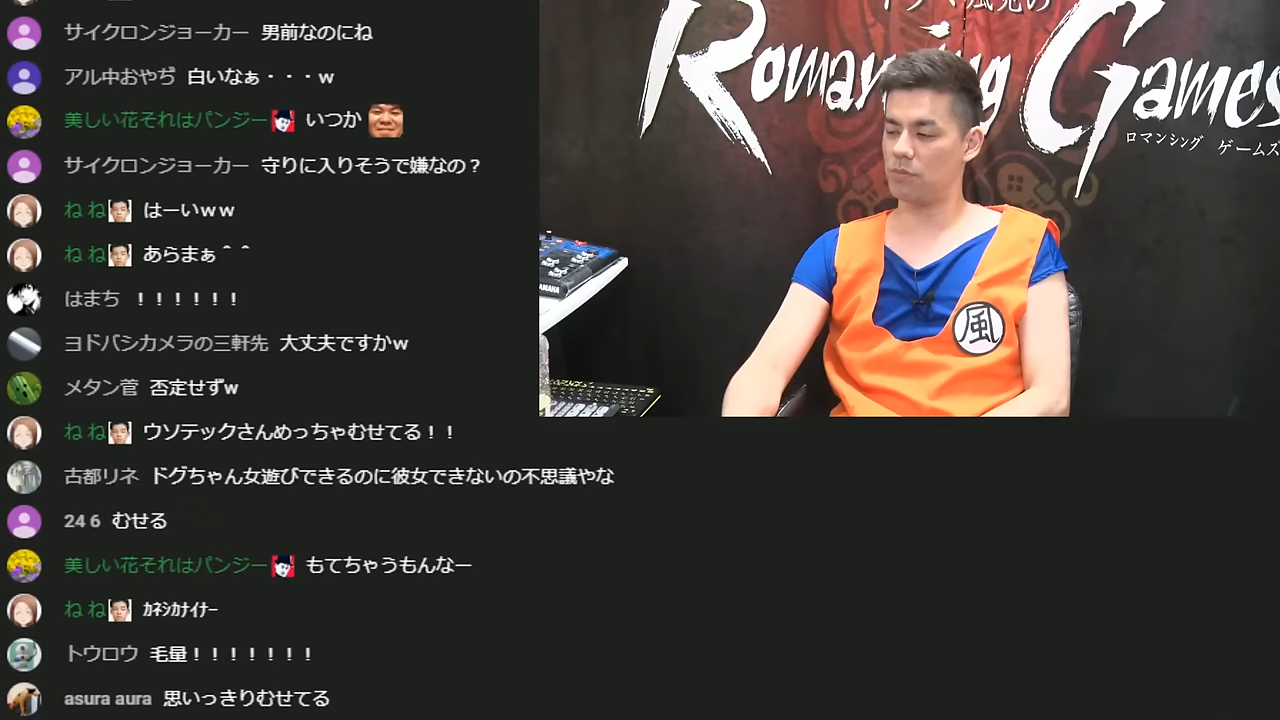 サイクロンジョーカー 男前なのにね
アル中おやぢ 白いなぁ・・・w
美しい花それはパンジー いつか
サイクロンジョーカー 守りに入りそうで嫌なの？
ね ね はーいｗｗ
ね ね あらまぁ＾＾
はまち ！！！！！！
ヨドバシカメラの三軒先 大丈夫ですかw
メタン菅 否定せずw
ね ね ウソテックさんめっちゃむせてる！！
古都リネ ドグちゃん女遊びできるのに彼女できないの不思議やな
24 6 むせる
美しい花それはパンジー もてちゃうもんなー
ね ね ｶﾈｼｶﾅｲﾅｰ
トウロウ 毛量！！！！！！！
asura aura 思いっきりむせてる
Romancing Games
ロマンシング ゲームズ
風
YAMAHA